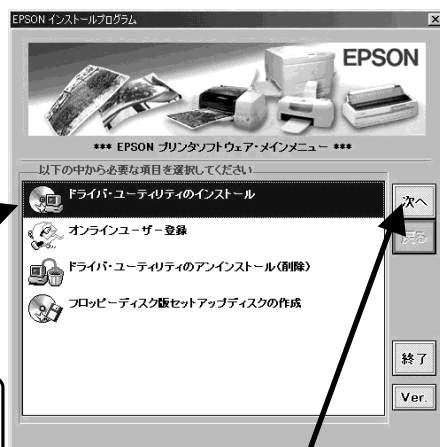 EPSON インストールプログラム
EPSON
*** EPSON プリンタソフトウェア・メインメニュー ***
以下の中から必要な項目を選択してください
ドライバ・ユーティリティのインストール
オンラインユーザー登録
ドライバ・ユーティリティのアンインストール(削除)
フロッピーディスク版セットアップディスクの作成
次へ
戻る
終了
Ver.